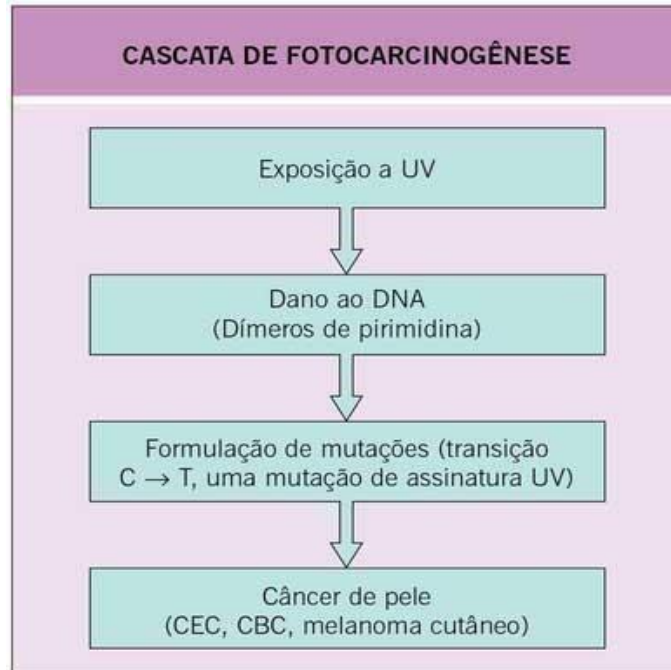 CASCATA DE FOTOCARCINOGÊNESE
Exposição a UV
Dano ao DNA
(Dímeros de pirimidina)
Formulação de mutações (transição
C → T, uma mutação de assinatura UV)
Câncer de pele
(CEC, CBC, melanoma cutâneo)